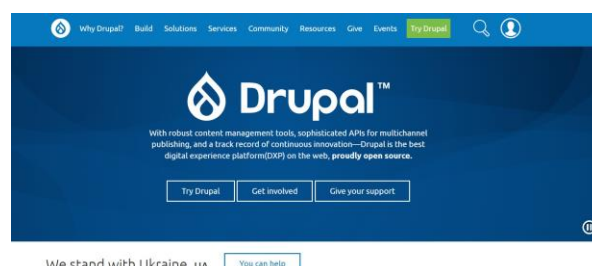 Why Drupal? Build Solutions Services Community Resources Give Events Try Drupal
Drupal™
With robust content management tools, sophisticated APIs for multichannel
publishing, and a track record of continuous innovation—Drupal is the best
digital experience platform(DXP) on the web, proudly open source.
Try Drupal Get involved Give your support
We stand with Ukraine UA You can help